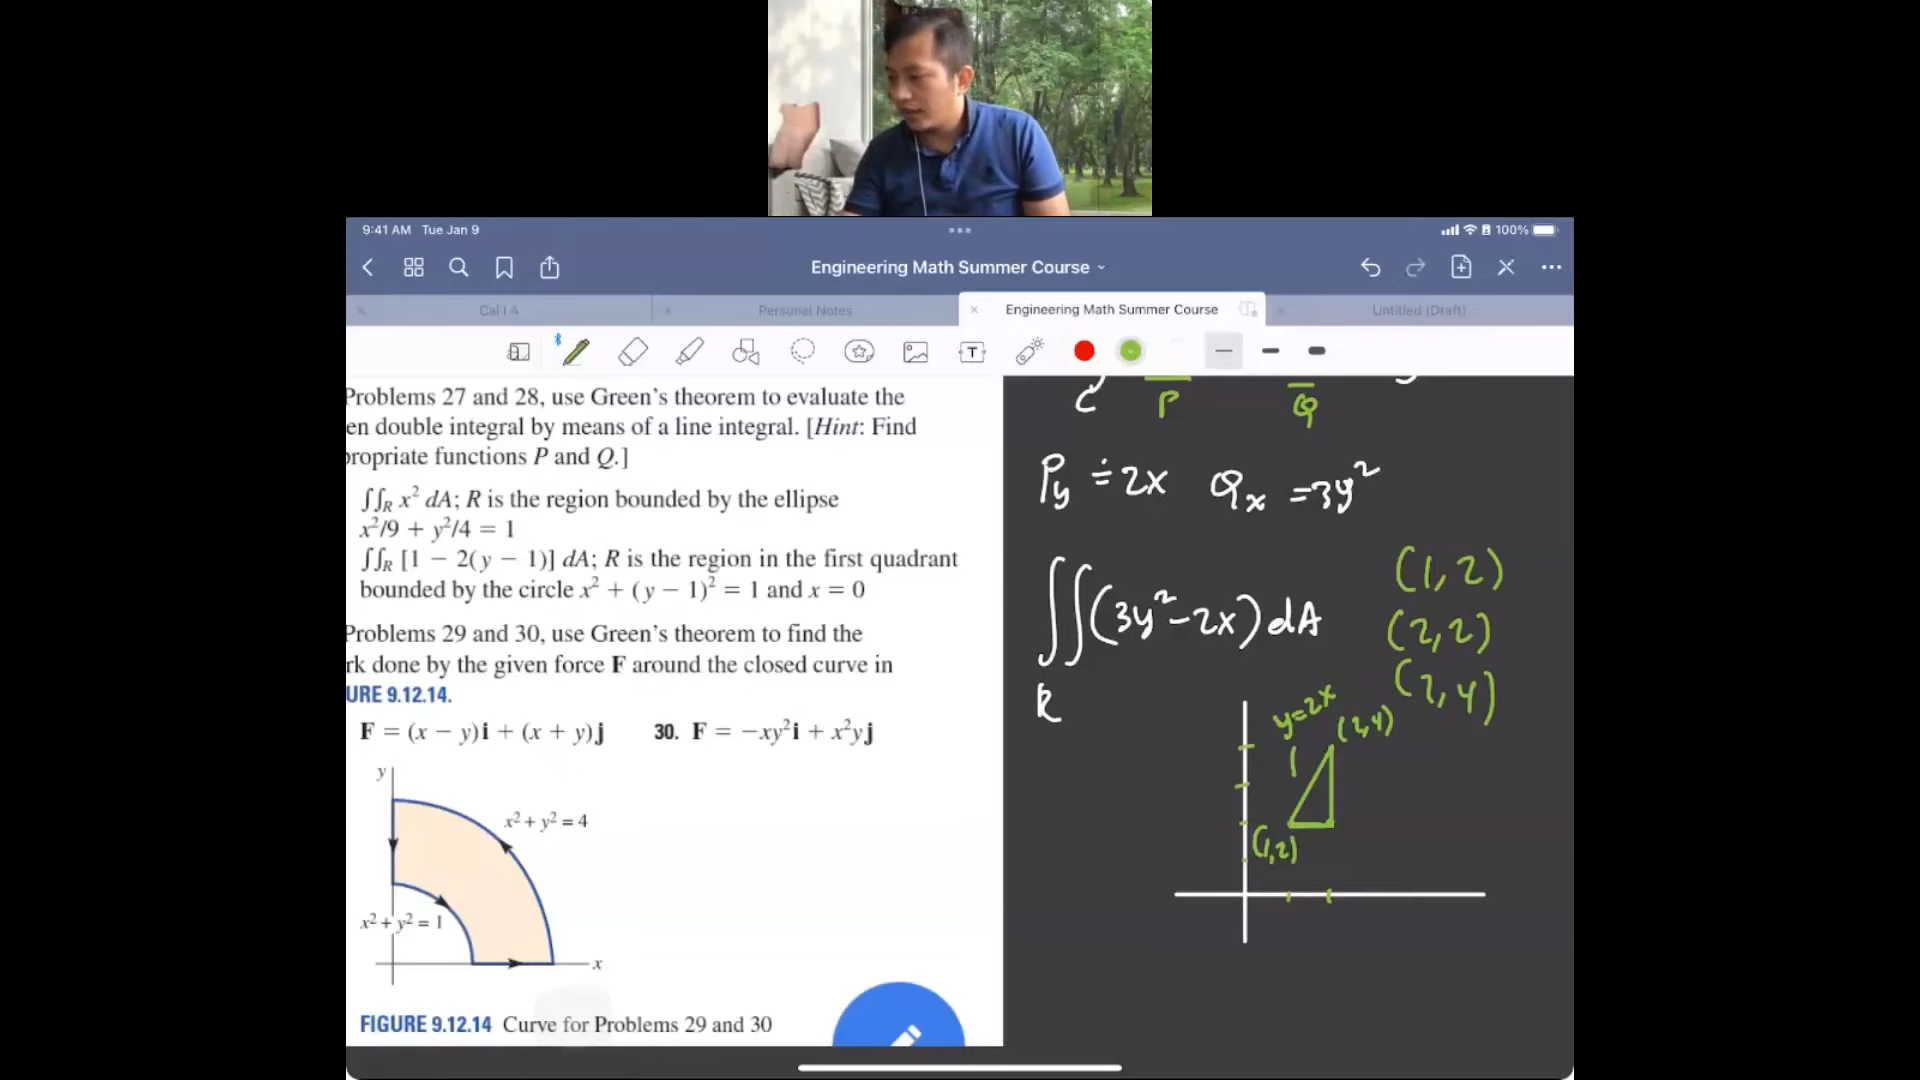 9:41 AM Tue Jan 9
100%
Engineering Math Summer Course
Cal I A
Personal Notes
Engineering Math Summer Course
Untitled (Draft)
T
Problems 27 and 28, use Green's theorem to evaluate the
en double integral by means of a line integral. [Hint: Find
propriate functions P and Q.]
∫∫R x² dA; R is the region bounded by the ellipse
x²/9 + y²/4 = 1
∫∫R [1 − 2(y − 1)] dA; R is the region in the first quadrant
bounded by the circle x² + (y − 1)² = 1 and x = 0
Problems 29 and 30, use Green's theorem to find the
rk done by the given force F around the closed curve in
URE 9.12.14.
F = (x − y)i + (x + y)j 30. F = −xy²i + x²yj
y
x² + y² = 4
x² + y² = 1
x
FIGURE 9.12.14 Curve for Problems 29 and 30
C P Q
Py = 2x Qx = 3y²
∫∫(3y² − 2x) dA
R
(1,2)
(2,2)
(2,4)
y=2x
(2,4)
(1,2)